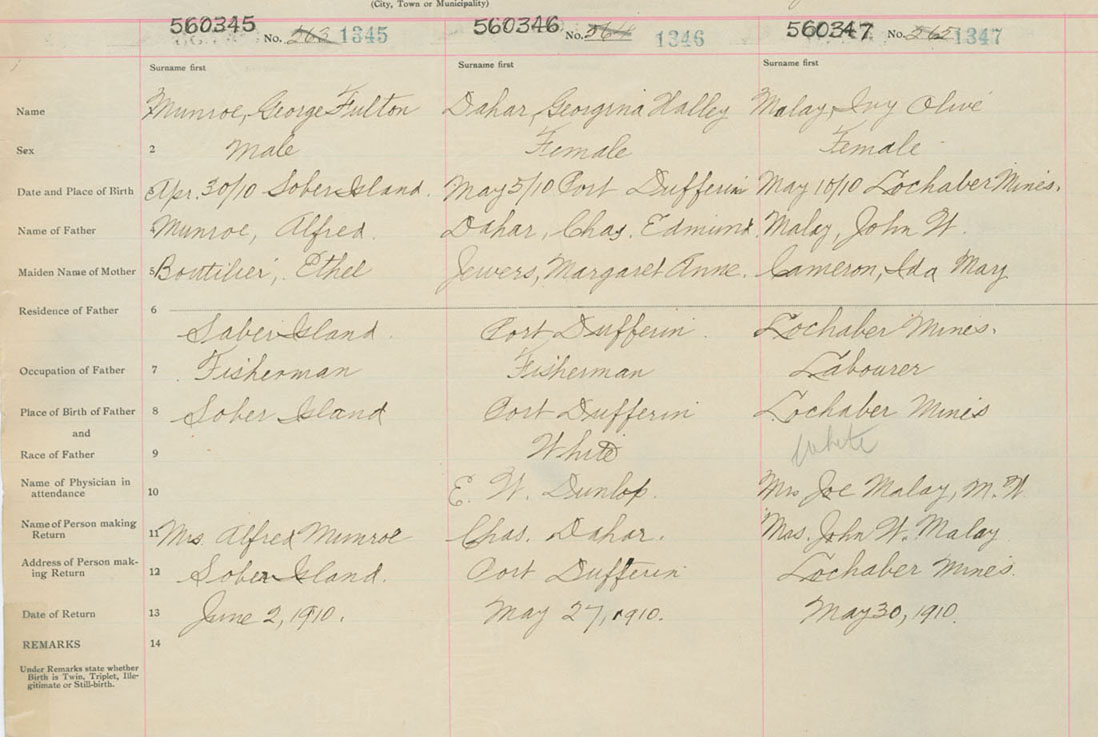 (City, Town or Municipality)
560345 No. 563 1345 560346 No. 564 1346 560347 No. 565 1347
Surname first Surname first Surname first
Name Munroe, George Fulton Dahar, Georgina Halley Malay, Ivy Olive
Sex 2 Male Female Female
Date and Place of Birth 3 Apr. 30/10 Sober Island. May 5/10 Port Dufferin May 10/10 Lochaber Mines.
Name of Father 4 Munroe, Alfred. Dahar, Chas. Edmund. Malay, John W.
Maiden Name of Mother 5 Boutilier, Ethel Jewers, Margaret Anne. Cameron, Ida May
Residence of Father 6
Sober Island. Port Dufferin. Lochaber Mines.
Occupation of Father 7 Fisherman Fisherman Labourer
Place of Birth of Father 8 Sober Island Port Dufferin Lochaber Mines
and
Race of Father 9 White White
Name of Physician in
attendance 10 E. W. Dunlop. Mrs Joe Malay, M.W
Name of Person making
Return 11 Mrs Alfred Munroe Chas. Dahar. Mrs. John W. Malay
Address of Person mak-
ing Return 12 Sober Island. Port Dufferin Lochaber Mines.
Date of Return 13 June 2, 1910. May 27, 1910. May 30, 1910.
REMARKS 14
Under Remarks state whether
Birth is Twin, Triplet, Ille-
gitimate or Still-birth.